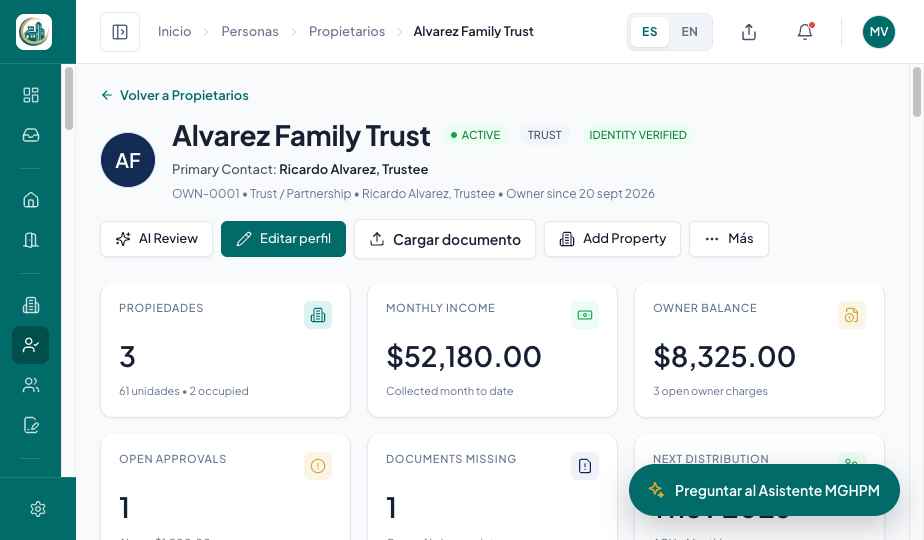 Inicio > Personas > Propietarios > Alvarez Family Trust
ES EN
MV
← Volver a Propietarios
AF
Alvarez Family Trust
ACTIVE
TRUST
IDENTITY VERIFIED
Primary Contact: Ricardo Alvarez, Trustee
OWN-0001 • Trust / Partnership • Ricardo Alvarez, Trustee • Owner since 20 sept 2026
AI Review
Editar perfil
Cargar documento
Add Property
Más
PROPIEDADES
3
61 unidades • 2 occupied
MONTHLY INCOME
$52,180.00
Collected month to date
OWNER BALANCE
$8,325.00
3 open owner charges
OPEN APPROVALS
1
DOCUMENTS MISSING
1
NEXT DISTRIBUTION
Preguntar al Asistente MGHPM